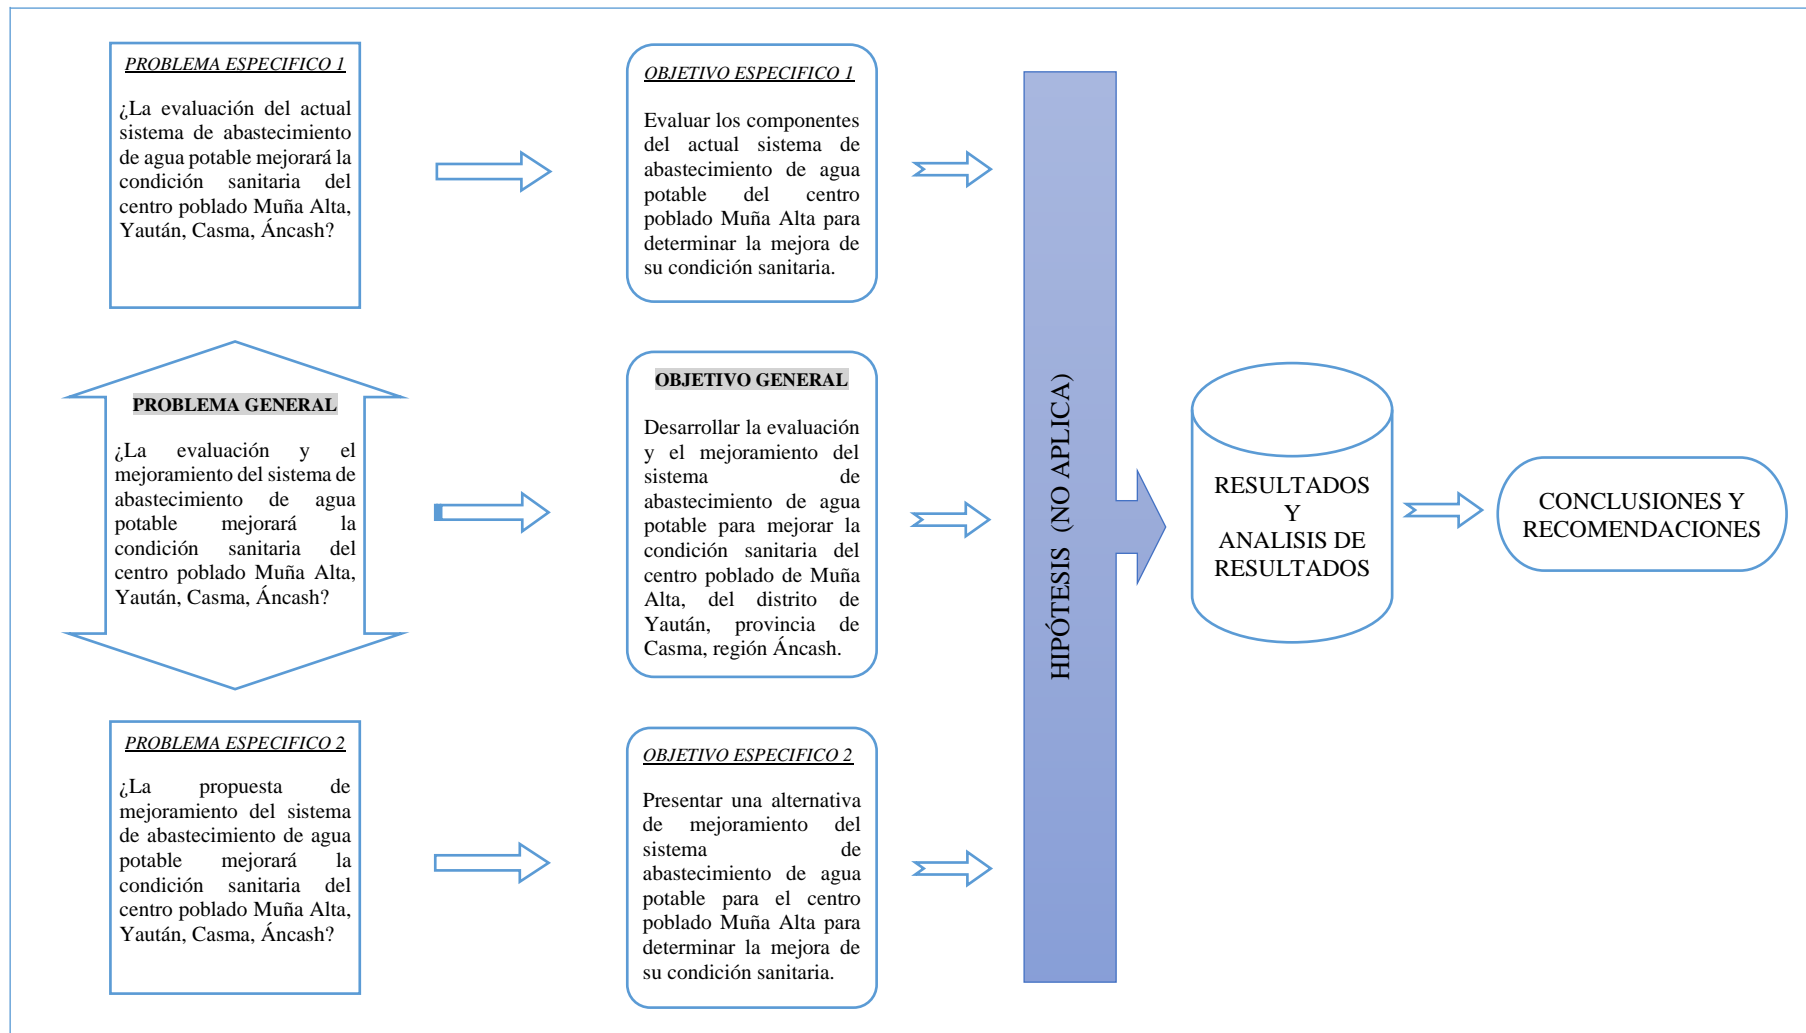 PROBLEMA ESPECIFICO 1
¿La evaluación del actual
sistema de abastecimiento
de agua potable mejorará la
condición sanitaria del
centro poblado Muña Alta,
Yaután, Casma, Áncash?
OBJETIVO ESPECIFICO 1
Evaluar los componentes
del actual sistema de
abastecimiento de agua
potable del centro
poblado Muña Alta para
determinar la mejora de
su condición sanitaria.
PROBLEMA GENERAL
¿La evaluación y el
mejoramiento del sistema de
abastecimiento de agua
potable mejorará la
condición sanitaria del
centro poblado Muña Alta,
Yaután, Casma, Áncash?
OBJETIVO GENERAL
Desarrollar la evaluación
y el mejoramiento del
sistema de
abastecimiento de agua
potable para mejorar la
condición sanitaria del
centro poblado de Muña
Alta, del distrito de
Yaután, provincia de
Casma, región Áncash.
PROBLEMA ESPECIFICO 2
¿La propuesta de
mejoramiento del sistema
de abastecimiento de agua
potable mejorará la
condición sanitaria del
centro poblado Muña Alta,
Yaután, Casma, Áncash?
OBJETIVO ESPECIFICO 2
Presentar una alternativa
de mejoramiento del
sistema de
abastecimiento de agua
potable para el centro
poblado Muña Alta para
determinar la mejora de
su condición sanitaria.
HIPÓTESIS (NO APLICA)
RESULTADOS
Y
ANALISIS DE
RESULTADOS
CONCLUSIONES Y
RECOMENDACIONES